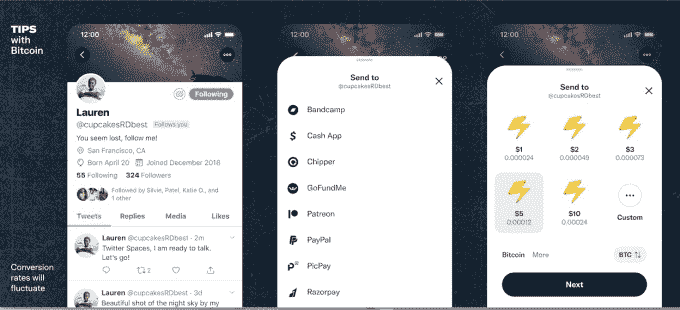 TIPS
with
Bitcoin
Conversion
rates will
fluctuate
12:00
Following
Lauren
@cupcakesRDbest Follows you
You seem lost, follow me!
San Francisco, CA
Born April 20 Joined December 2018
55 Following 324 Followers
Followed by Silvie, Patel, Katie O., and
1 other
Tweets Replies Media Likes
Lauren @cupcakesRDbest - 2m
Twitter Spaces, I am ready to talk.
Let's go!
2
Lauren @cupcakesRDbest - 3d
Beautiful shot of the night sky by my
12:00
Send to
@cupcakesRDbest
Bandcamp
Cash App
Chipper
GoFundMe
Patreon
PayPal
PicPay
Razorpay
12:00
Send to
@cupcakesRDbest
$1 $2 $3
0.000024 0.000049 0.000073
$5 $10 Custom
0.00012 0.00024
Bitcoin More BTC
Next